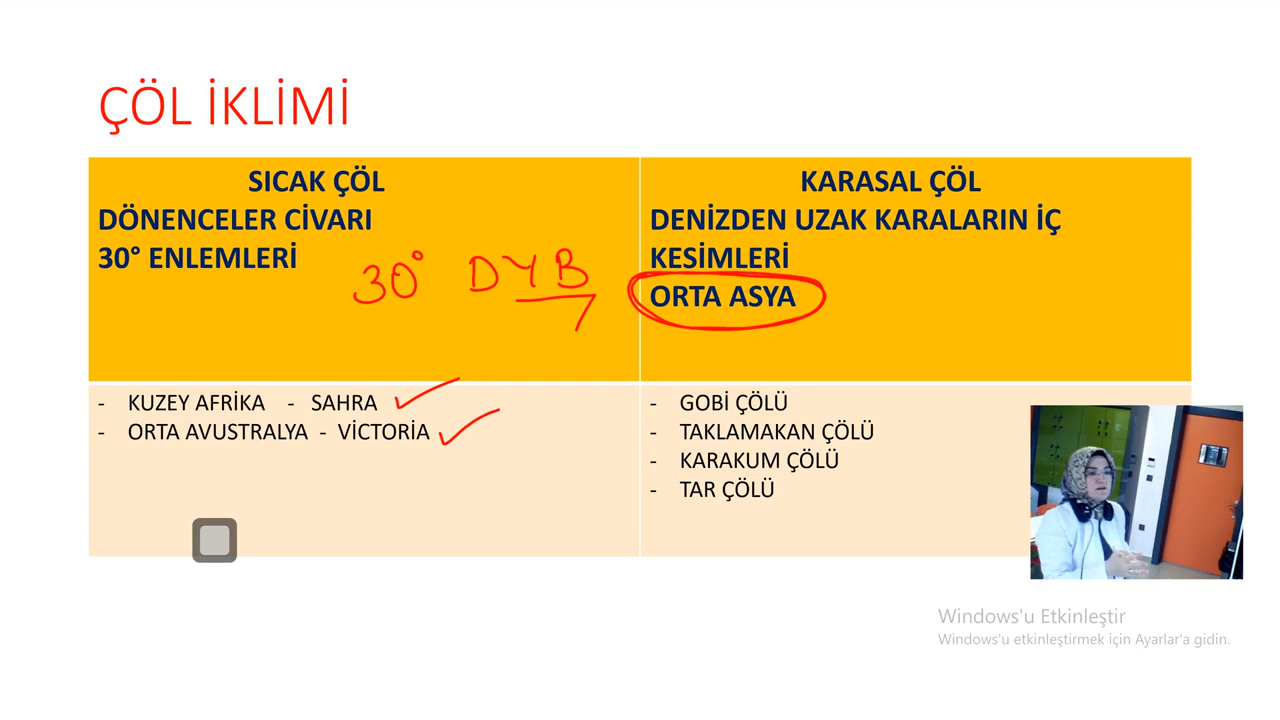 ÇÖL İKLİMİ
SICAK ÇÖL
DÖNENCELER CİVARI
30° ENLEMLERİ
30° DYB
KARASAL ÇÖL
DENİZDEN UZAK KARALARIN İÇ
KESİMLERİ
ORTA ASYA
- KUZEY AFRİKA - SAHRA
- ORTA AVUSTRALYA - VİCTORİA
- GOBİ ÇÖLÜ
- TAKLAMAKAN ÇÖLÜ
- KARAKUM ÇÖLÜ
- TAR ÇÖLÜ
Windows'u Etkinleştir
Windows'u etkinleştirmek için Ayarlar'a gidin.